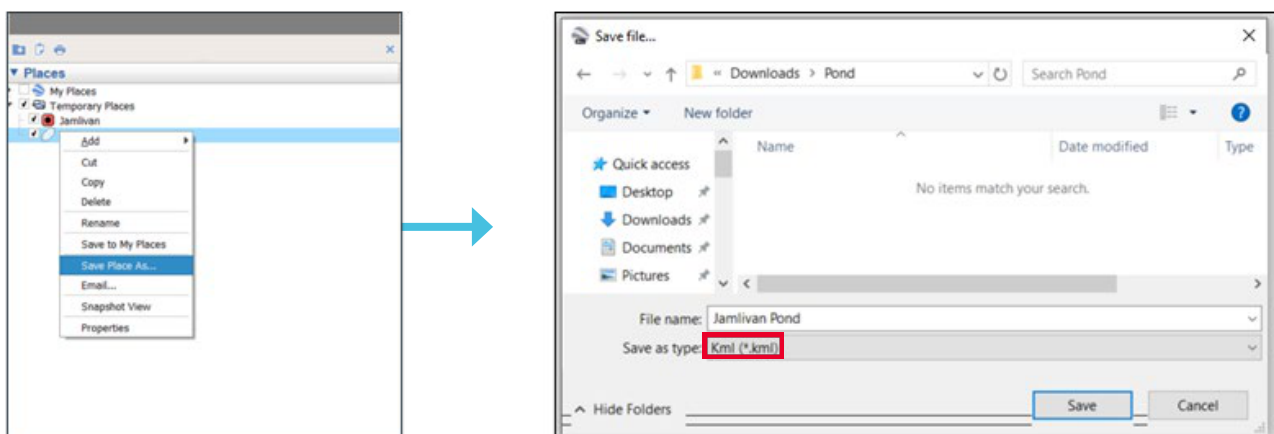 Places
My Places
Temporary Places
Jamlivan
Add
Cut
Copy
Delete
Rename
Save to My Places
Save Place As...
Email...
Snapshot View
Properties
Save file...
« Downloads > Pond
Search Pond
Organize
New folder
Name Date modified Type
No items match your search.
Quick access
Desktop
Downloads
Documents
Pictures
File name: Jamlivan Pond
Save as type: Kml (*.kml)
Hide Folders
Save Cancel